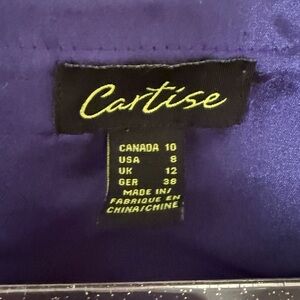 Cartise
CANADA 10
USA 8
UK 12
GER 38
MADE IN/
FABRIQUE EN
CHINA/CHINE